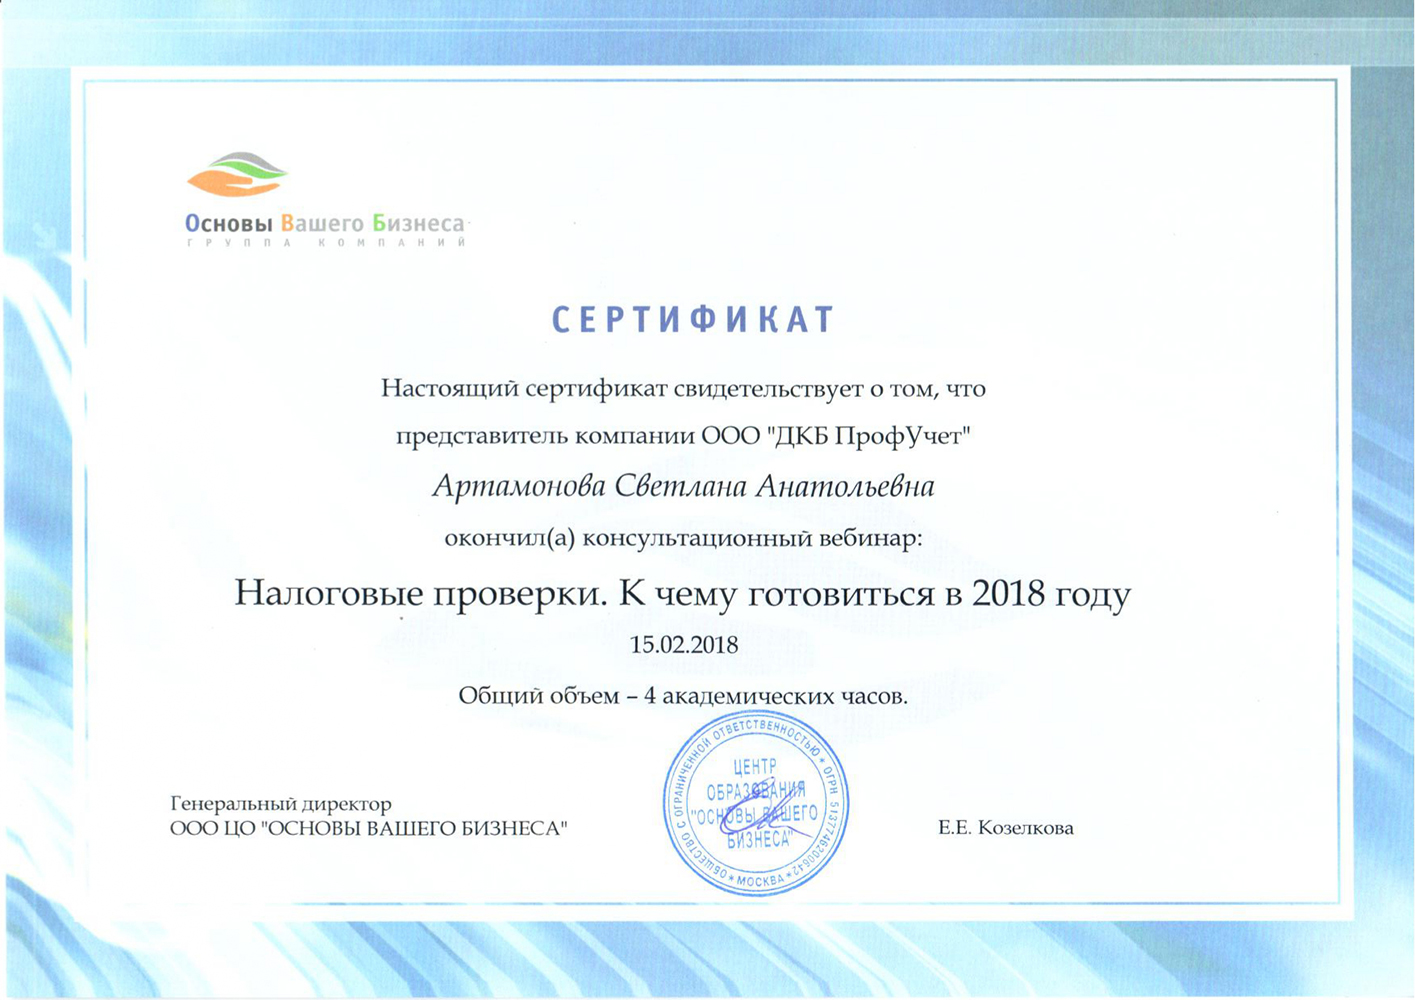 Основы Вашего Бизнеса
ГРУППА КОМПАНИЙ
СЕРТИФИКАТ
Настоящий сертификат свидетельствует о том, что
представитель компании ООО "ДКБ ПрофУчет"
Артамонова Светлана Анатольевна
окончил(а) консультационный вебинар:
Налоговые проверки. К чему готовиться в 2018 году
15.02.2018
Общий объем – 4 академических часов.
Генеральный директор
ООО ЦО "ОСНОВЫ ВАШЕГО БИЗНЕСА"
ОБЩЕСТВО С ОГРАНИЧЕННОЙ ОТВЕТСТВЕННОСТЬЮ * ОГРН 5137746200642 * МОСКВА *
ЦЕНТР
ОБРАЗОВАНИЯ
"ОСНОВЫ ВАШЕГО
БИЗНЕСА"
Е.Е. Козелкова